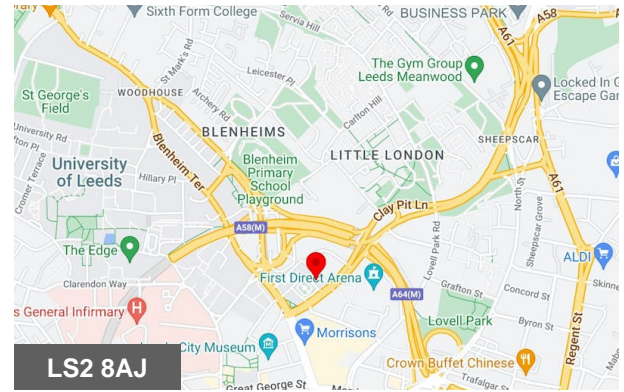 Sixth Form College
Servia Hill
BUSINESS PARK
A61
A58
St Mark's Rd
Leicester Pl
The Gym Group
Leeds Meanwood
Locked In
St George's
Field
WOODHOUSE
Archery Rd
Carlton Hill
University Rd
BLENHEIMS
LITTLE LONDON
SHEEPSCAR
Cromer Terrace
University
of Leeds
Hillary Pl
Blenheim Ter
Blenheim
Primary
School
Playground
A61
North St
Sheepscar Grove
Clay Pit Ln
Lovell Park Rd
A58(M)
The Edge
ALDI
Clarendon Way
First Direct Arena
A64(M)
Grafton St
Concord St
Skinne
s General Infirmary
H
Byron St
Regent St
Lovell Park
Morrisons
City Museum
Crown Buffet Chinese
LS2 8AJ
Great George St
Trafalgar St